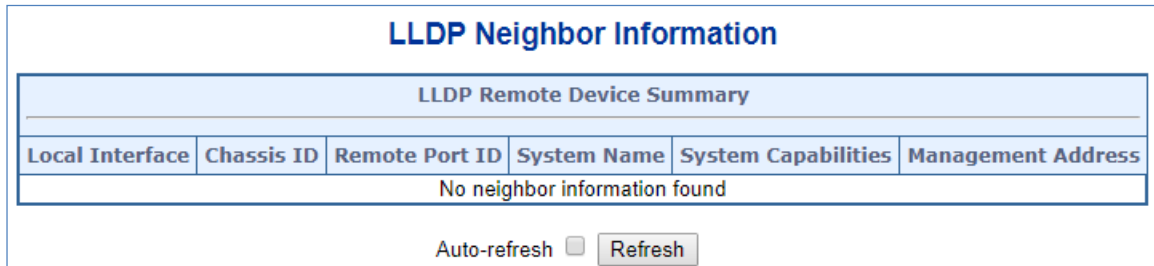 LLDP Neighbor Information
LLDP Remote Device Summary
Local Interface Chassis ID Remote Port ID System Name System Capabilities Management Address
No neighbor information found
Auto-refresh Refresh